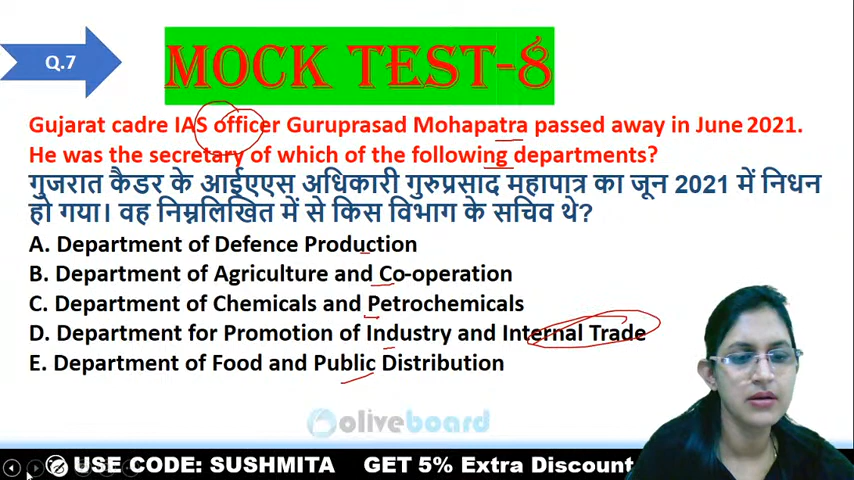 Q.7
MOCK TEST-8
Gujarat cadre IAS officer Guruprasad Mohapatra passed away in June 2021.
He was the secretary of which of the following departments?
गुजरात कैडर के आईएएस अधिकारी गुरुप्रसाद महापात्र का जून 2021 में निधन
हो गया। वह निम्नलिखित में से किस विभाग के सचिव थे?
A. Department of Defence Production
B. Department of Agriculture and Co-operation
C. Department of Chemicals and Petrochemicals
D. Department for Promotion of Industry and Internal Trade
E. Department of Food and Public Distribution
oliveboard
USE CODE: SUSHMITA GET 5% Extra Discount